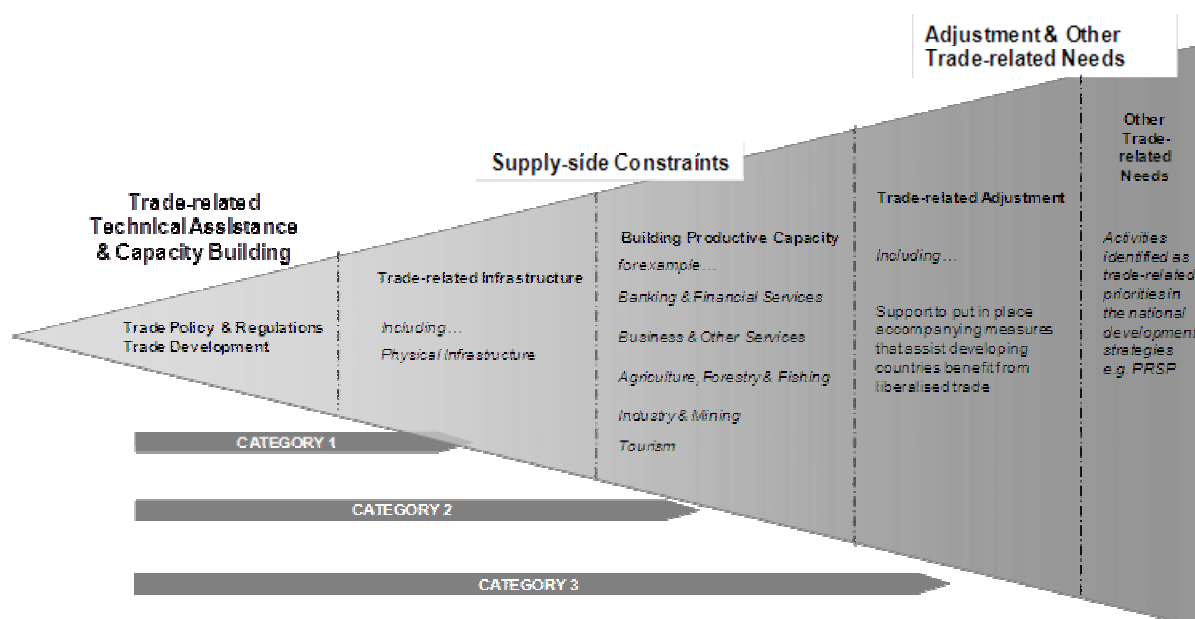 Adjustment & Other
Trade-related Needs
Supply-side Constraints
Trade-related
Technical Assistance
& Capacity Building
Trade Policy & Regulations
Trade Development
Trade-related Infrastructure
Including...
Physical Infrastructure
Building Productive Capacity
for example...
Banking & Financial Services
Business & Other Services
Agriculture, Forestry & Fishing
Industry & Mining
Tourism
Trade-related Adjustment
Including...
Support to put in place
accompanying measures
that assist developing
countries benefit from
liberalised trade
Other
Trade-
related
Needs
Activities
identified as
trade-related
priorities in
the national
development
strategies
e.g. PRSP
CATEGORY 1
CATEGORY 2
CATEGORY 3